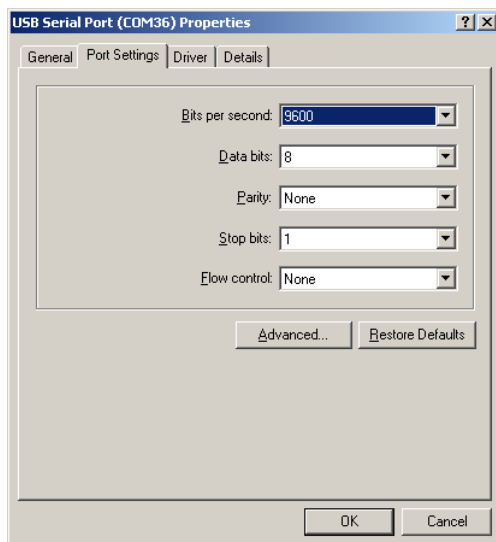 USB Serial Port (COM36) Properties
General Port Settings Driver Details
Bits per second: 9600
Data bits: 8
Parity: None
Stop bits: 1
Flow control: None
Advanced... Restore Defaults
OK Cancel